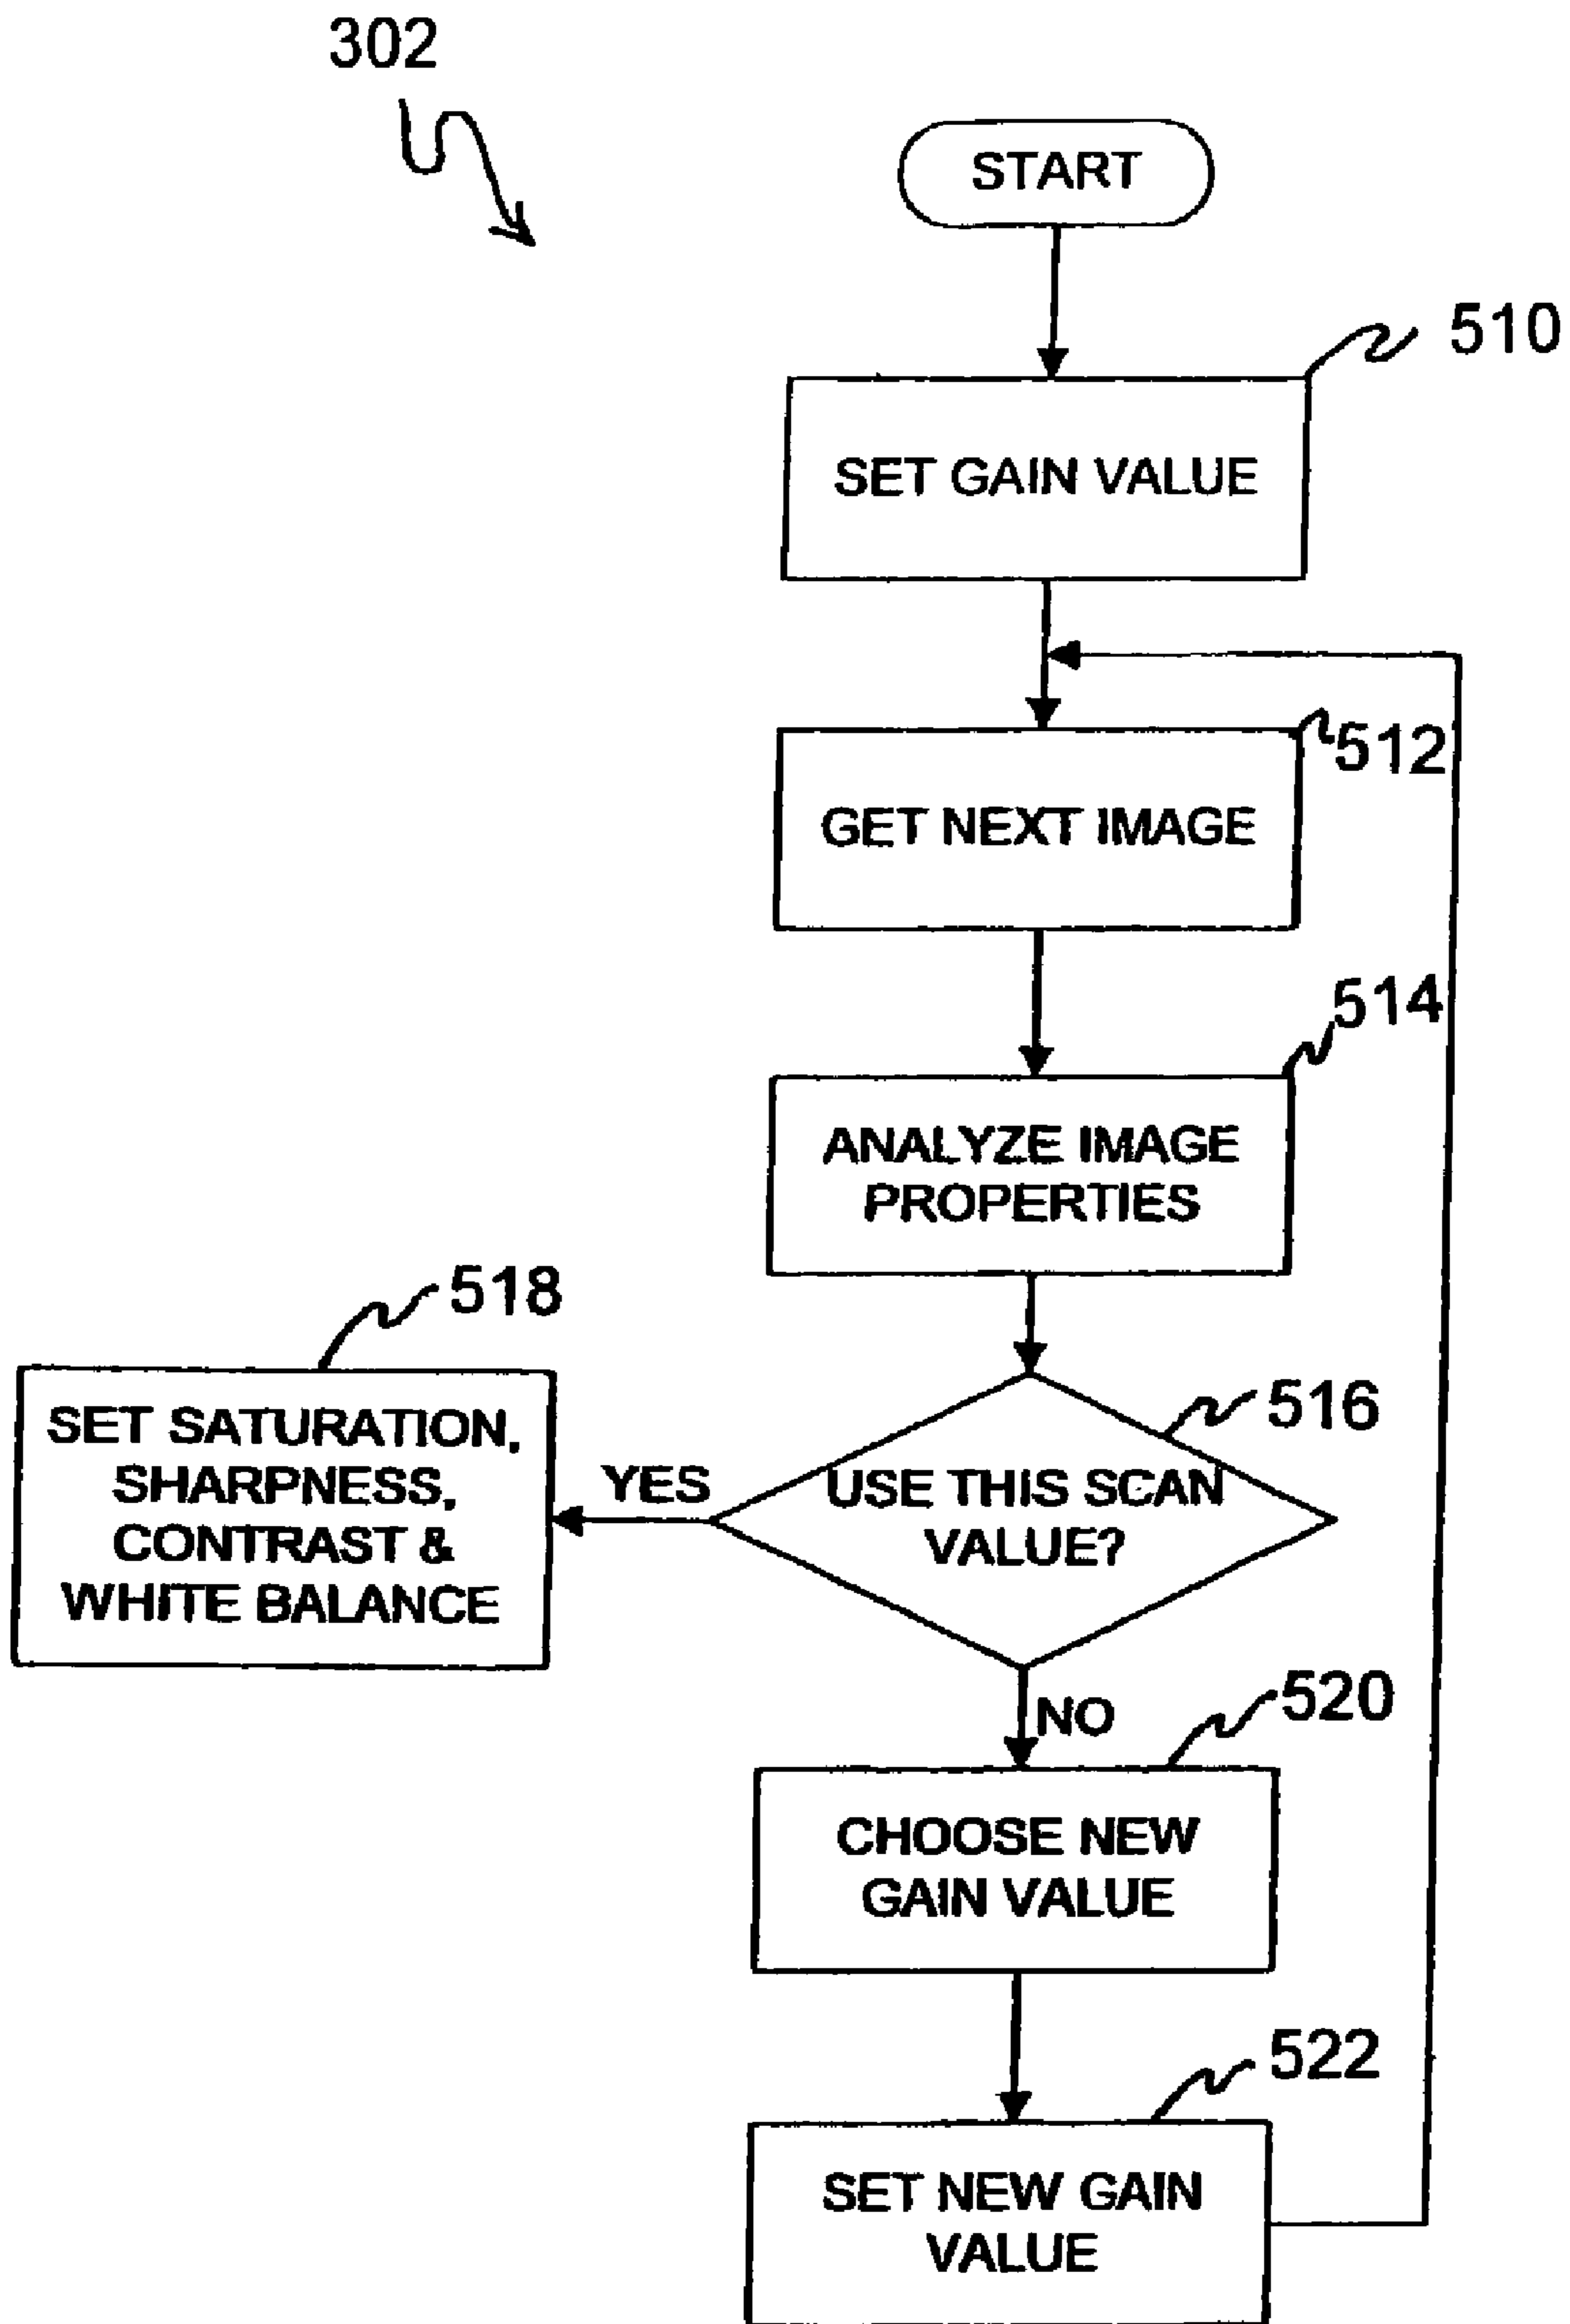 302
START
510
SET GAIN VALUE
512
GET NEXT IMAGE
514
ANALYZE IMAGE
PROPERTIES
518
SET SATURATION,
SHARPNESS,
CONTRAST &
WHITE BALANCE
YES
516
USE THIS SCAN
VALUE?
NO
520
CHOOSE NEW
GAIN VALUE
522
SET NEW GAIN
VALUE